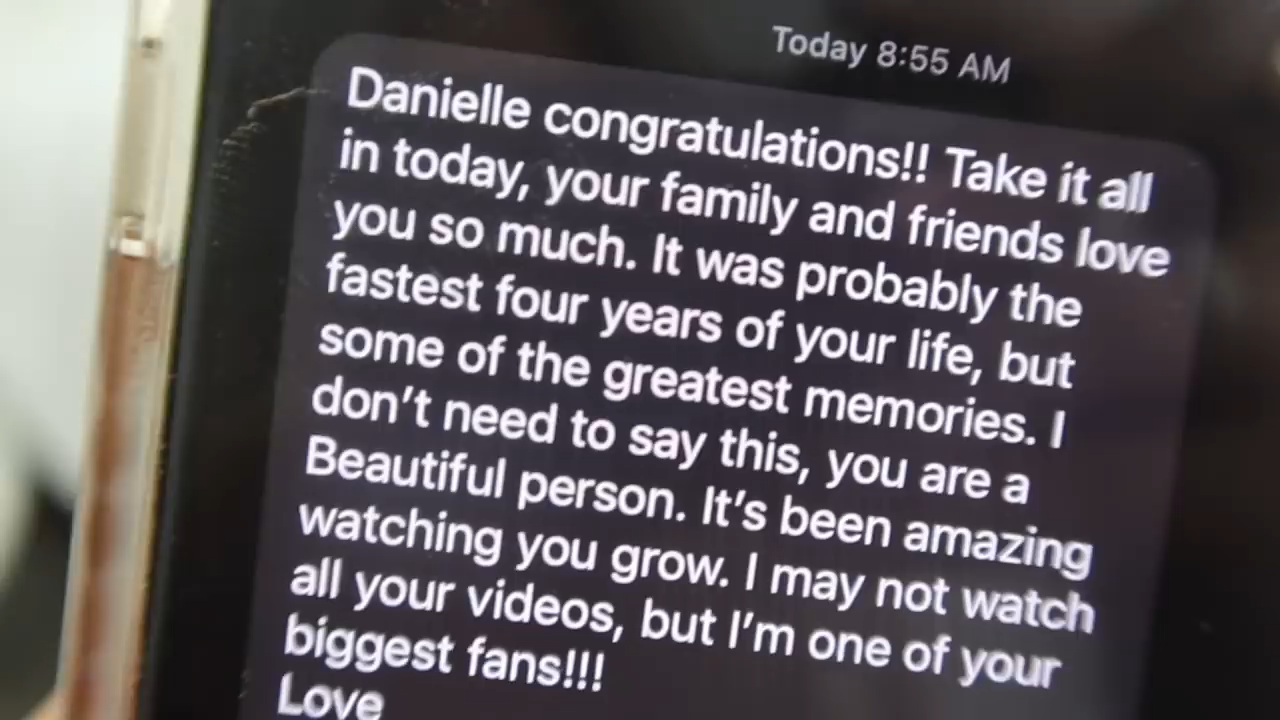 Today 8:55 AM
Danielle congratulations!! Take it all
in today, your family and friends love
you so much. It was probably the
fastest four years of your life, but
some of the greatest memories. I
don't need to say this, you are a
Beautiful person. It's been amazing
watching you grow. I may not watch
all your videos, but I'm one of your
biggest fans!!!
Love